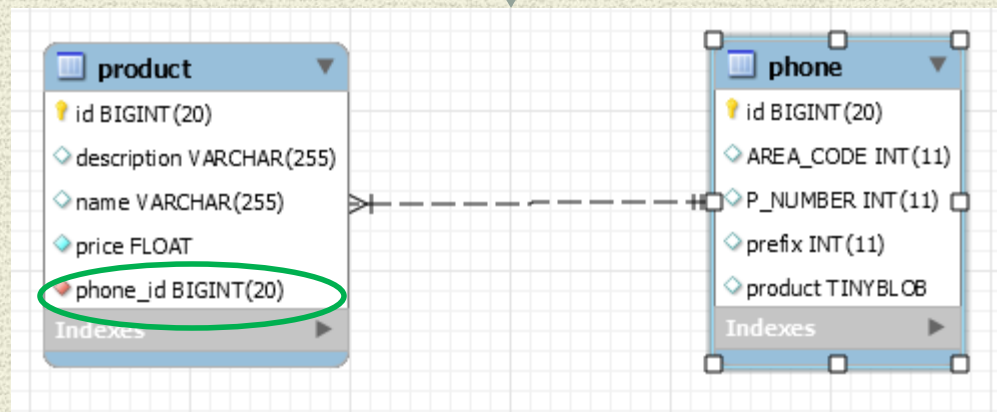 product
id BIGINT(20)
description VARCHAR(255)
name VARCHAR(255)
price FLOAT
phone_id BIGINT(20)
Indexes
phone
id BIGINT(20)
AREA_CODE INT(11)
P_NUMBER INT(11)
prefix INT(11)
product TINYBLOB
Indexes